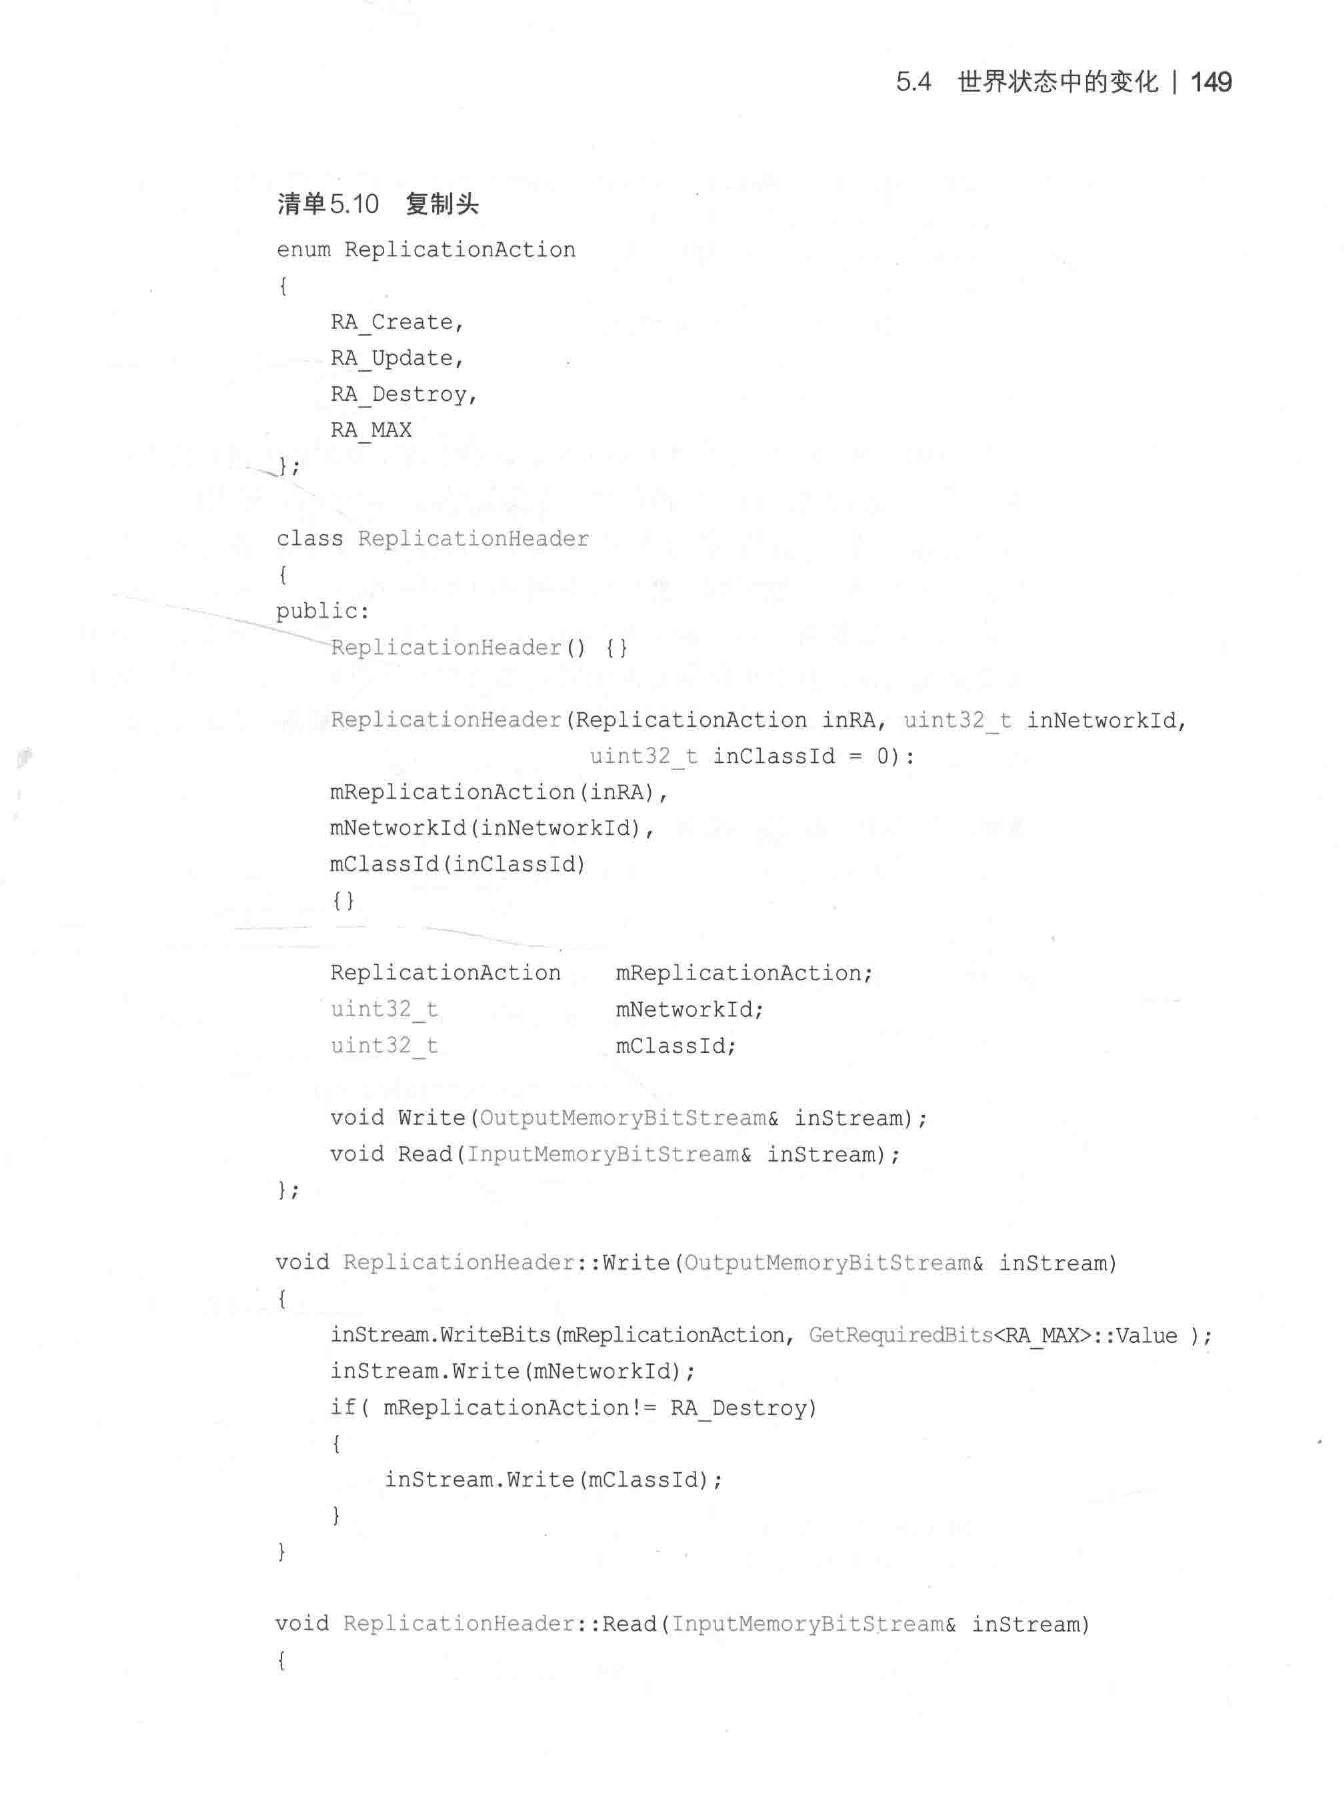 5.4 世界状态中的变化 | 149
清单5.10 复制头
enum ReplicationAction
{
    RA_Create,
    RA_Update,
    RA_Destroy,
    RA_MAX
};
class ReplicationHeader
{
public:
    ReplicationHeader() {}
    ReplicationHeader(ReplicationAction inRA, uint32_t inNetworkId,
                       uint32_t inClassId = 0):
    mReplicationAction(inRA),
    mNetworkId(inNetworkId),
    mClassId(inClassId)
    {}
    ReplicationAction    mReplicationAction;
    uint32_t             mNetworkId;
    uint32_t             mClassId;
    void Write(OutputMemoryBitStream& inStream);
    void Read(InputMemoryBitStream& inStream);
};
void ReplicationHeader::Write(OutputMemoryBitStream& inStream)
{
    inStream.WriteBits(mReplicationAction, GetRequiredBits<RA_MAX>::Value );
    inStream.Write(mNetworkId);
    if( mReplicationAction!= RA_Destroy)
    {
        inStream.Write(mClassId);
    }
}
void ReplicationHeader::Read(InputMemoryBitStream& inStream)
{